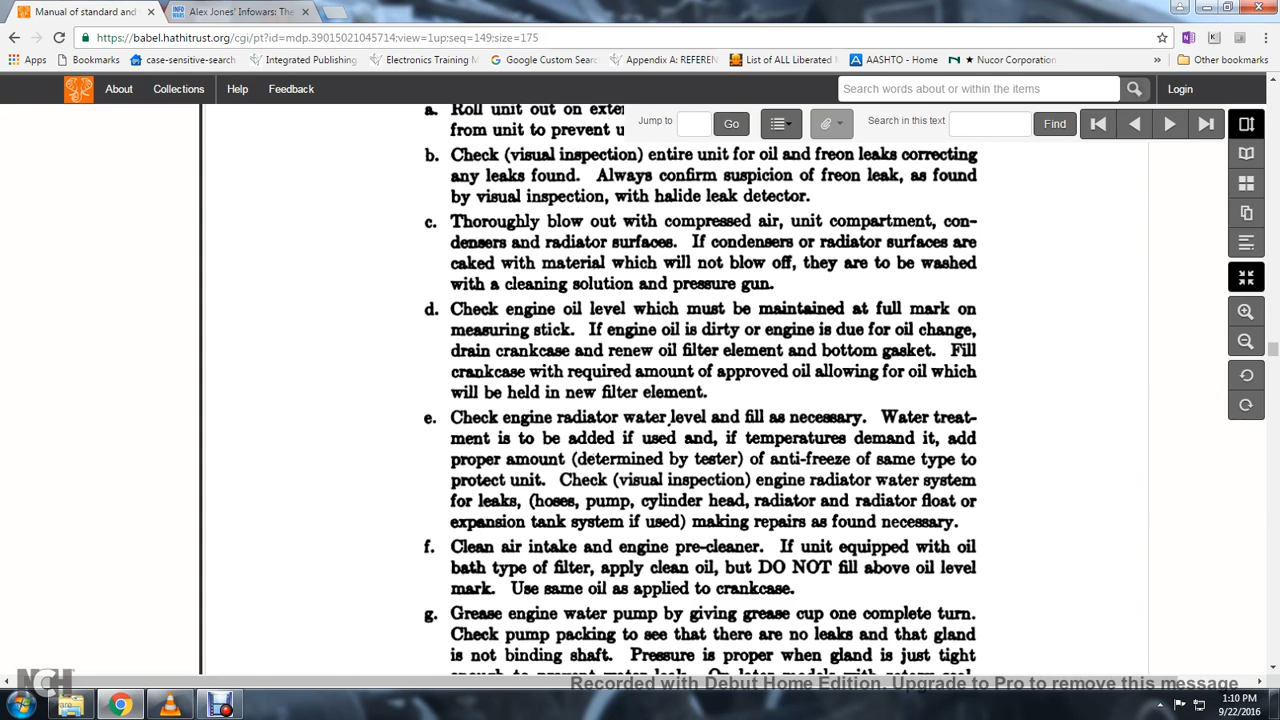 Manual of standard and
Alex Jones' Infowars: The
https://babel.hathitrust.org/cgi/pt?id=mdp.39015021045714;view=1up;seq=149;size=175
Apps
Bookmarks
case-sensitive-search
Integrated Publishing
Electronics Training M
Google Custom Sear
Appendix A: REFEREN
List of ALL Liberated
AASHTO - Home
Nucor Corporation
Other bookmarks
About
Collections
Help
Feedback
Search words about or within the items
Login
Jump to
Go
Search in this text
Find
a. Roll unit out on exter
from unit to prevent u
b. Check (visual inspection) entire unit for oil and freon leaks correcting
any leaks found. Always confirm suspicion of freon leak, as found
by visual inspection, with halide leak detector.
c. Thoroughly blow out with compressed air, unit compartment, con-
densers and radiator surfaces. If condensers or radiator surfaces are
caked with material which will not blow off, they are to be washed
with a cleaning solution and pressure gun.
d. Check engine oil level which must be maintained at full mark on
measuring stick. If engine oil is dirty or engine is due for oil change,
drain crankcase and renew oil filter element and bottom gasket. Fill
crankcase with required amount of approved oil allowing for oil which
will be held in new filter element.
e. Check engine radiator water level and fill as necessary. Water treat-
ment is to be added if used and, if temperatures demand it, add
proper amount (determined by tester) of anti-freeze of same type to
protect unit. Check (visual inspection) engine radiator water system
for leaks, (hoses, pump, cylinder head, radiator and radiator float or
expansion tank system if used) making repairs as found necessary.
f. Clean air intake and engine pre-cleaner. If unit equipped with oil
bath type of filter, apply clean oil, but DO NOT fill above oil level
mark. Use same oil as applied to crankcase.
g. Grease engine water pump by giving grease cup one complete turn.
Check pump packing to see that there are no leaks and that gland
is not binding shaft. Pressure is proper when gland is just tight
Recorded with Debut Home Edition. Upgrade to Pro to remove this message
NCH
1:10 PM
9/22/2016